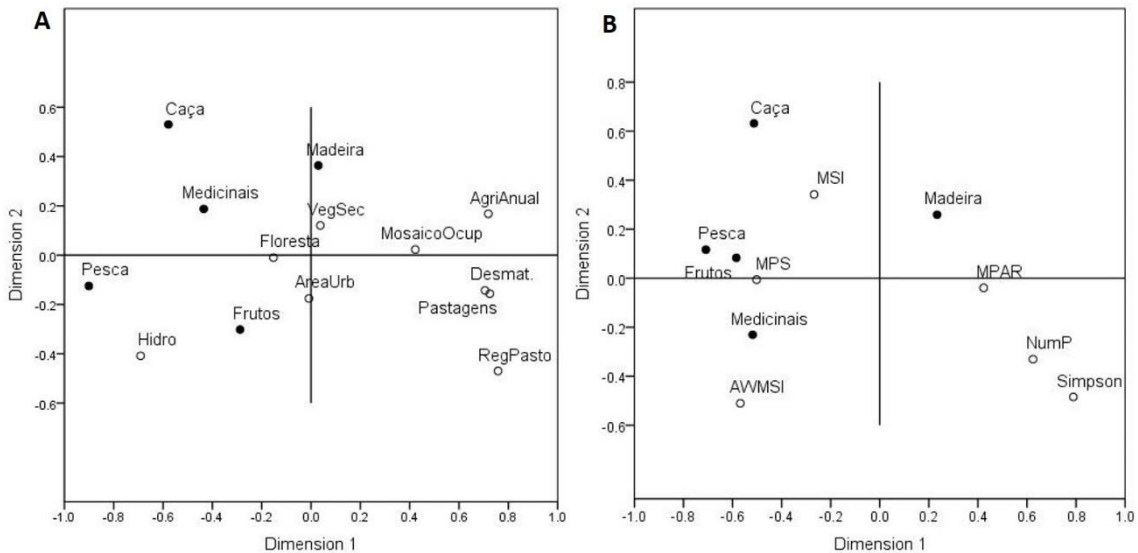 A
Dimension 2
0.6
0.4
0.2
0.0
-0.2
-0.4
-0.6
Caça
Madeira
Medicinais
VegSec
AgriAnual
Floresta
MosaicoOcup
Pesca
AreaUrb
Desmat.
Pastagens
Frutos
Hidro
RegPasto
-1.0 -0.8 -0.6 -0.4 -0.2 0.0 0.2 0.4 0.6 0.8 1.0
Dimension 1
B
Dimension 2
0.8
0.6
0.4
0.2
0.0
-0.2
-0.4
-0.6
Caça
MSI
Madeira
Pesca
Frutos
MPS
MPAR
Medicinais
NumP
AWMSI
Simpson
-1.0 -0.8 -0.6 -0.4 -0.2 0.0 0.2 0.4 0.6 0.8 1.0
Dimension 1